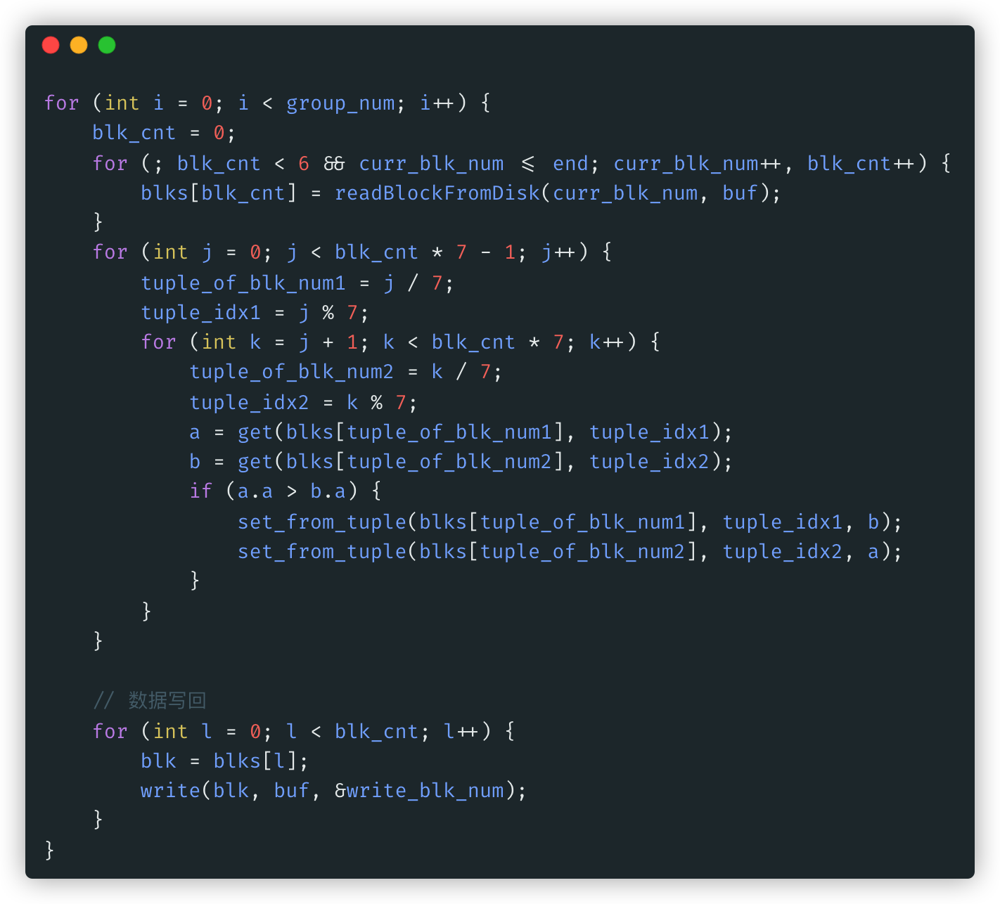 for (int i = 0; i < group_num; i++) {
    blk_cnt = 0;
    for (; blk_cnt < 6 && curr_blk_num <= end; curr_blk_num++, blk_cnt++) {
        blks[blk_cnt] = readBlockFromDisk(curr_blk_num, buf);
    }
    for (int j = 0; j < blk_cnt * 7 - 1; j++) {
        tuple_of_blk_num1 = j / 7;
        tuple_idx1 = j % 7;
        for (int k = j + 1; k < blk_cnt * 7; k++) {
            tuple_of_blk_num2 = k / 7;
            tuple_idx2 = k % 7;
            a = get(blks[tuple_of_blk_num1], tuple_idx1);
            b = get(blks[tuple_of_blk_num2], tuple_idx2);
            if (a.a > b.a) {
                set_from_tuple(blks[tuple_of_blk_num1], tuple_idx1, b);
                set_from_tuple(blks[tuple_of_blk_num2], tuple_idx2, a);
            }
        }
    }
    // 数据写回
    for (int l = 0; l < blk_cnt; l++) {
        blk = blks[l];
        write(blk, buf, &write_blk_num);
    }
}